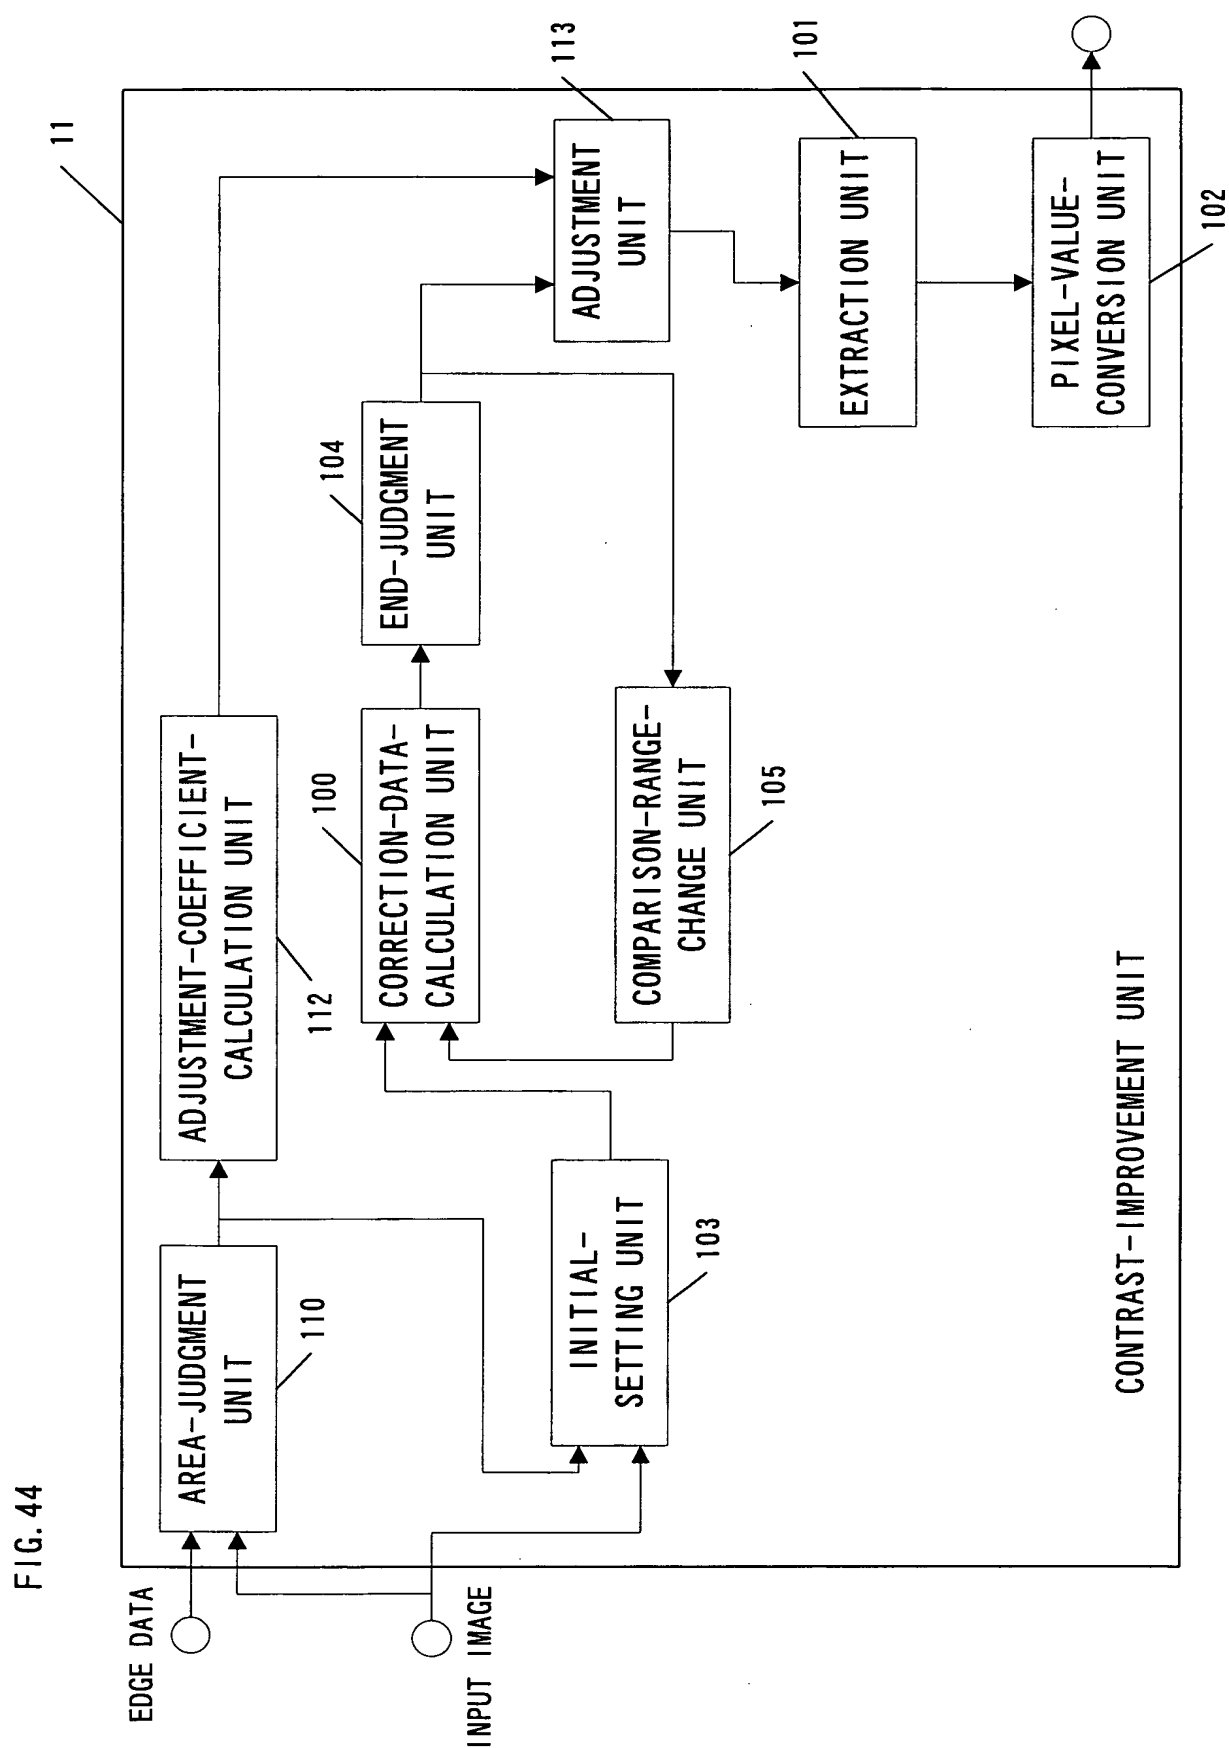 FIG. 44
11
EDGE DATA
INPUT IMAGE
AREA-JUDGMENT
UNIT
110
ADJUSTMENT-COEFFICIENT-
CALCULATION UNIT
112
INITIAL-
SETTING UNIT
103
100
CORRECTION-DATA-
CALCULATION UNIT
104
END-JUDGMENT
UNIT
COMPARISON-RANGE-
CHANGE UNIT
105
113
ADJUSTMENT
UNIT
101
EXTRACTION UNIT
PIXEL-VALUE-
CONVERSION UNIT
102
CONTRAST-IMPROVEMENT UNIT